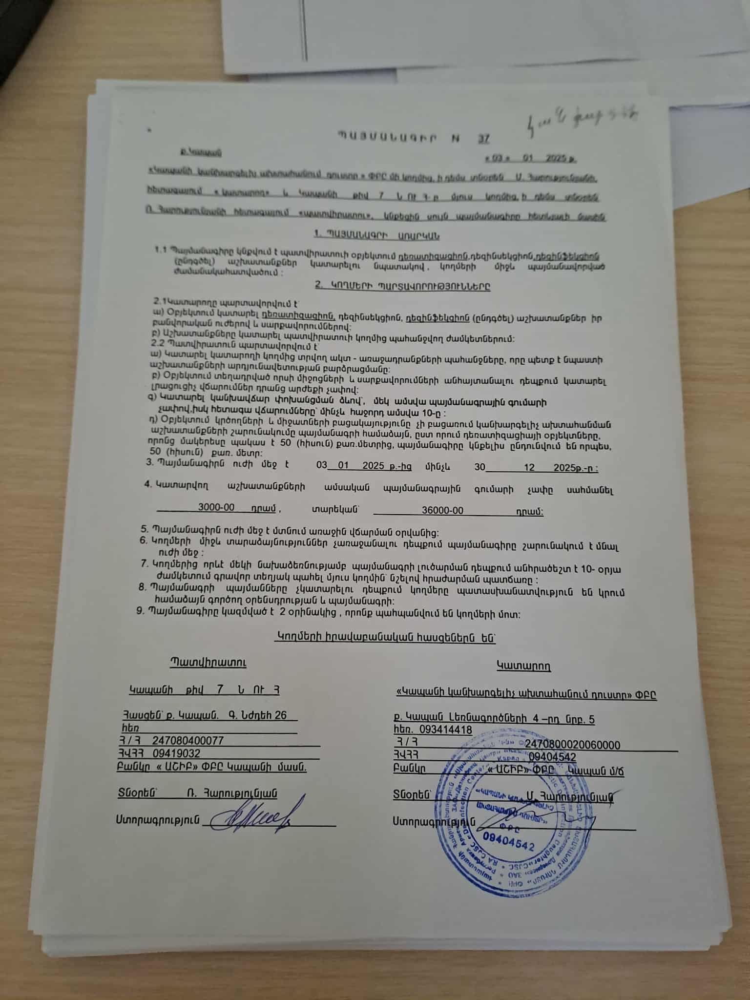 ՊԱՅՄԱՆԱԳԻՐ N 37
ք.Կապան
« 03 » 01 2025 թ.
«Կապանի կանխարգելիչ ախտահանում դուստր » ՓԲԸ մի կողմից, ի դեմս տնօրեն Մ. Հարությունյանի,
հետագայում « կատարող» և Կապանի թիվ 7 Ն ՈՒ Հ- ը մյուս կողմից, ի դեմս տնօրեն
Ռ. Հարությունյանի հետագայում «պատվիրատու», կնքեցին սույն պայմանագիրը հետևյալի մասին
1. ՊԱՅՄԱՆԱԳՐԻ ԱՌԱՐԿԱՆ
1.1 Պայմանագիրը կնքվում է պատվիրատուի օբյեկտում դեռատիզացիոն,դեզինսեկցիոն,դեզինֆեկցիոն
(ընդգծել) աշխատանքներ կատարելու նպատակով, կողմերի միջև պայմանավորված
ժամանակահատվածում :
2. ԿՈՂՄԵՐԻ ՊԱՐՏԱՎՈՐՈՒԹՅՈՒՆՆԵՐԸ
2.1Կատարողը պարտավորվում է՝
ա) Օբյեկտում կատարել դեռատիզացիոն, դեզինսեկցիոն, դեզինֆեկցիոն (ընդգծել) աշխատանքներ իր
բանվորական ուժերով և սարքավորումներով:
բ) Աշխատանքները կատարել պատվիրատուի կողմից պահանջվող ժամկետներում:
2.2 Պատվիրատուն պարտավորվում է՝
ա) Կատարել կատարողի կողմից տրվող ակտ - առաջադրանքների պահանջները, որը պետք է նպաստի
աշխատանքների արդյունավետության բարձրացմանը:
բ) Օբյեկտում տեղադրված որսի միջոցների և սարքավորումների անհայտանալու դեպքում կատարել
լրացուցիչ վճարումներ դրանց արժեքի չափով:
գ) Կատարել կանխավճար փոխանցման ձևով՝, մեկ ամսվա պայմանագրային գումարի
չափով,իսկ հետագա վճարումները՝ մինչև հաջորդ ամսվա 10-ը :
դ) Օբյեկտում կրծողների և միջատների բացակայությունը չի բացառում կանխարգելիչ ախտահանման
աշխատանքների շարունակումը պայմանագրի համաձայն, ըստ որում դեռատիզացիայի օբյեկտները,
որոնց մակերեսը պակաս է 50 (հիսուն) քառ.մետրից, պայմանագիրը կնքելիս ընդունվում են որպես,
50 (հիսուն) քառ. մետր:
3. Պայմանագիրն ուժի մեջ է 03 01 2025 թ.-ից մինչև 30 12 2025թ.-ը :
4. Կատարվող աշխատանքների ամսական պայմանագրային գումարի չափը սահմանել
3000-00 դրամ , տարեկան՝ 36000-00 դրամ:
5. Պայմանագիրն ուժի մեջ է մտնում առաջին վճարման օրվանից:
6. Կողմերի միջև տարաձայնություններ չառաջանալու դեպքում պայմանագիրը շարունակում է մնալ
ուժի մեջ :
7. Կողմերից որևէ մեկի նախաձեռնությամբ պայմանագրի լուծարման դեպքում անհրաժեշտ է 10- օրյա
ժամկետում գրավոր տեղյակ պահել մյուս կողմին՝ նշելով հրաժարման պատճառը :
8. Պայմանագրի պայմանները չկատարելու դեպքում կողմերը պատասխանատվություն են կրում
համաձայն գործող օրենսդրության և պայմանագրի:
9. Պայմանագիրը կազմված է 2 օրինակից , որոնք պահպանվում են կողմերի մոտ:
Կողմերի իրավաբանական հասցեներն են՝
Պատվիրատու Կատարող
Կապանի թիվ 7 Ն ՈՒ Հ «Կապանի կանխարգելիչ ախտահանում դուստր» ՓԲԸ
Հասցեն՝ ք. Կապան. Գ. Նժդեհ 26 ք. Կապան Լեռնագործների 4 –րդ նրբ. 5
հեռ հեռ. 093414418
Հ / Հ 247080400077 Հ / Հ 2470800020060000
ՀՎՀՀ 09419032 ՀՎՀՀ 09404542
Բանկը « ԱՇԻԲ» ՓԲԸ Կապանի մասն. Բանկը « ԱՇԻԲ» ՓԲԸ Կապան մ/ճ
Տնօրեն՝ Ռ. Հարությունյան Տնօրեն՝ Մ. Հարությունյան
Ստորագրություն Ստորագրություն
«ԿԱՊԱՆԻ ԿԱՆԽԱՐԳԵԼԻՉ
ԱԽՏԱՀԱՆՈՒՄ ԴՈՒՍՏՐ»
ՓԲԸ
09404542